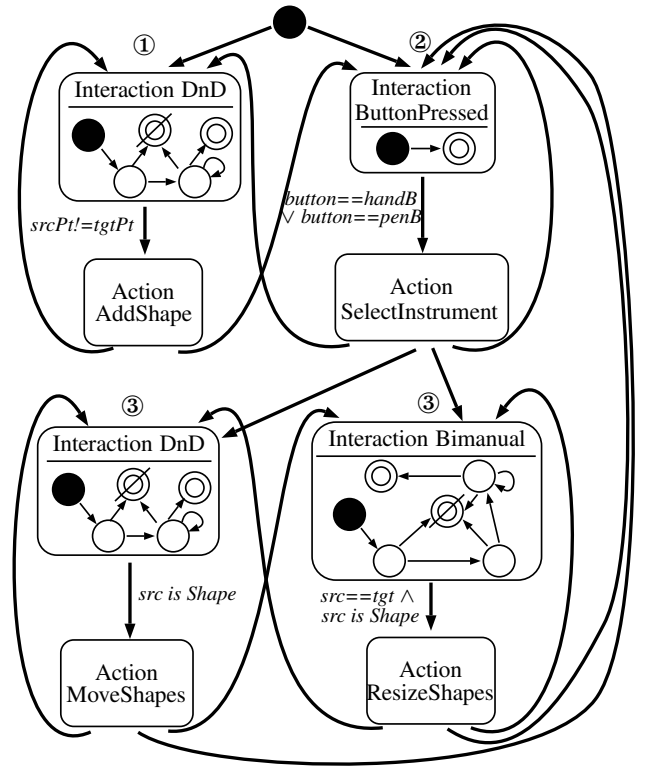 ①
②
Interaction DnD
Interaction
ButtonPressed
srcPt!=tgtPt
button==handB
∨ button==penB
Action
AddShape
Action
SelectInstrument
③
③
Interaction DnD
Interaction Bimanual
src is Shape
src==tgt ∧
src is Shape
Action
MoveShapes
Action
ResizeShapes